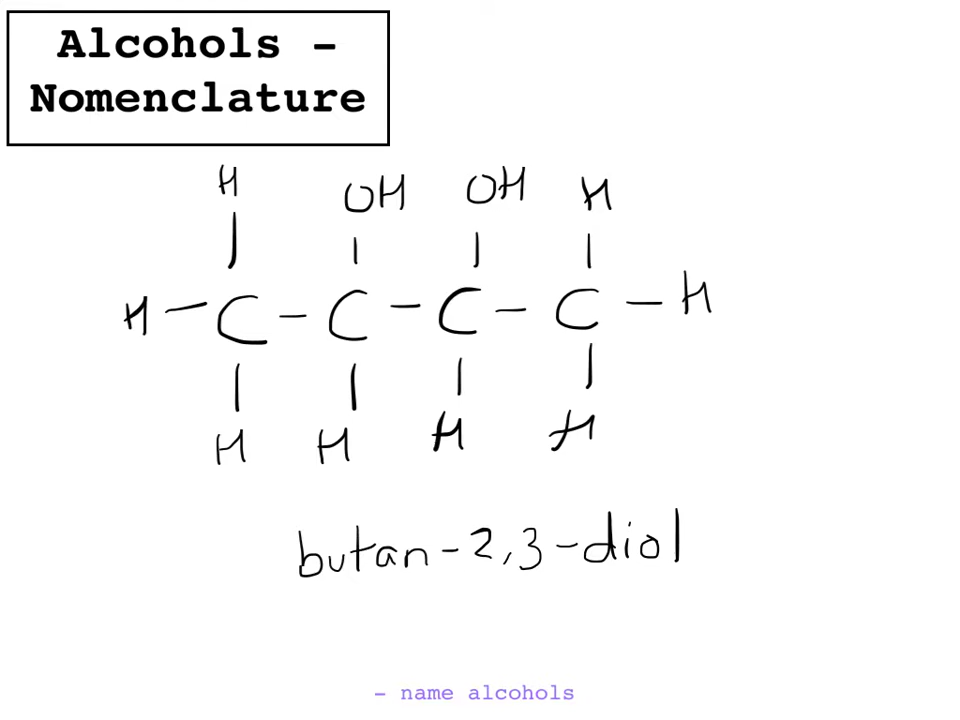 Alcohols -
Nomenclature
H OH OH H
H - C - C - C - C - H
H H H H
butan-2,3-diol
- name alcohols